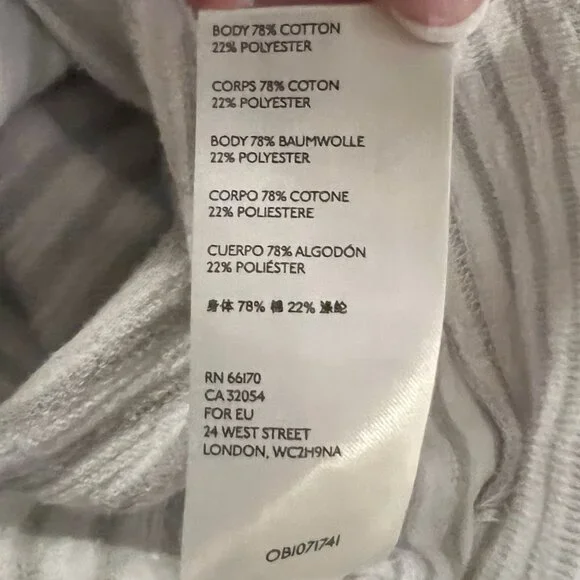 BODY 78% COTTON
22% POLYESTER
CORPS 78% COTON
22% POLYESTER
BODY 78% BAUMWOLLE
22% POLYESTER
CORPO 78% COTONE
22% POLIESTERE
CUERPO 78% ALGODÓN
22% POLIÉSTER
身体 78% 棉 22% 涤纶
RN 66170
CA 32054
FOR EU
24 WEST STREET
LONDON, WC2H9NA
OB1071741